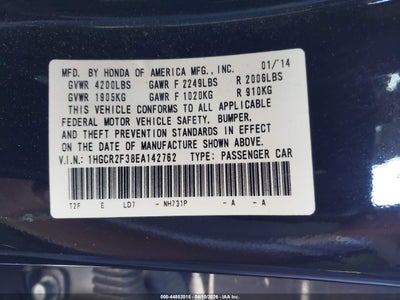 MFD. BY HONDA OF AMERICA MFG., INC. 01/'14
GVWR 4200LBS GAWR F 2249LBS R 2006LBS
GVWR 1905KG GAWR F 1020KG R 910KG
THIS VEHICLE CONFORMS TO ALL APPLICABLE
FEDERAL MOTOR VEHICLE SAFETY, BUMPER,
AND THEFT PREVENTION STANDARDS IN EFFECT
ON THE DATE OF MANUFACTURE SHOWN ABOVE.
V.I.N: 1HGCR2F38EA142762 TYPE: PASSENGER CAR
T2F E LD7 - NH731P - A - A
000-44852015 - 04/10/2026 - IAA Inc.